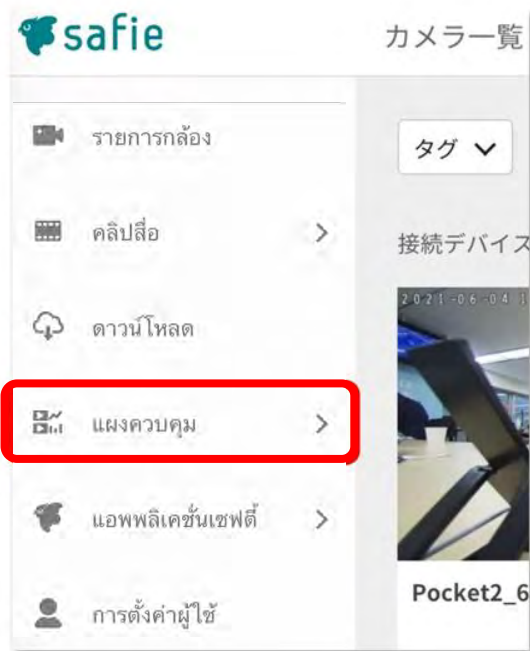 safie
カメラ一覧
รายการกล้อง
タグ
คลิปสื่อ
接続デバイス
ดาวน์โหลด
2021-06-04 1
แผงควบคุม
แอพพลิเคชั่นเซฟตี้
Pocket2_6
การตั้งค่าผู้ใช้